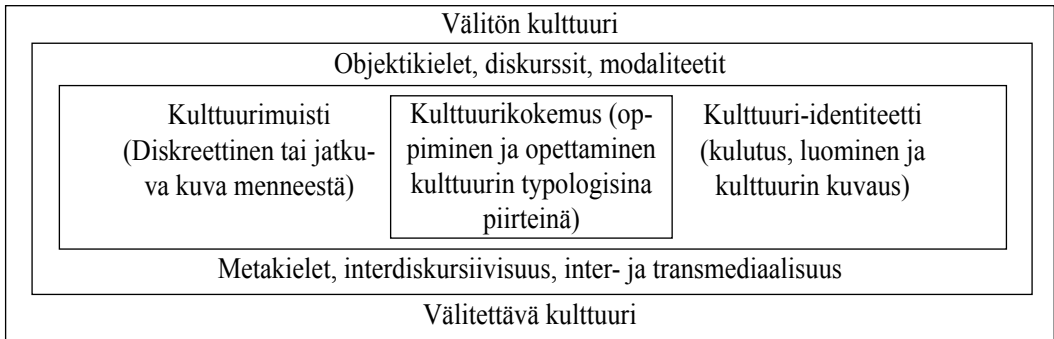 Välitön kulttuuri
Objektikielet, diskurssit, modaliteetit
Kulttuurimuisti
(Diskreettinen tai jatku-
va kuva menneestä)
Kulttuurikokemus (op-
piminen ja opettaminen
kulttuurin typologisina
piirteinä)
Kulttuuri-identiteetti
(kulutus, luominen ja
kulttuurin kuvaus)
Metakielet, interdiskursiivisuus, inter- ja transmediaalisuus
Välitettävä kulttuuri